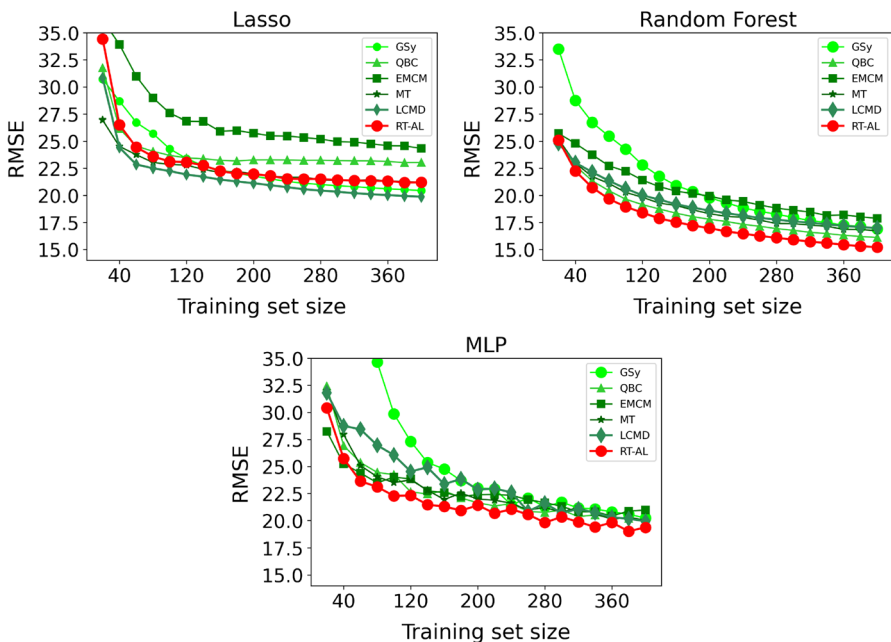 Lasso
35.0
32.5
30.0
27.5
25.0
22.5
20.0
17.5
15.0
RMSE
40 120 200 280 360
Training set size
GSy
QBC
EMCM
MT
LCMD
RT-AL
Random Forest
35.0
32.5
30.0
27.5
25.0
22.5
20.0
17.5
15.0
RMSE
40 120 200 280 360
Training set size
GSy
QBC
EMCM
MT
LCMD
RT-AL
MLP
35.0
32.5
30.0
27.5
25.0
22.5
20.0
17.5
15.0
RMSE
40 120 200 280 360
Training set size
GSy
QBC
EMCM
MT
LCMD
RT-AL